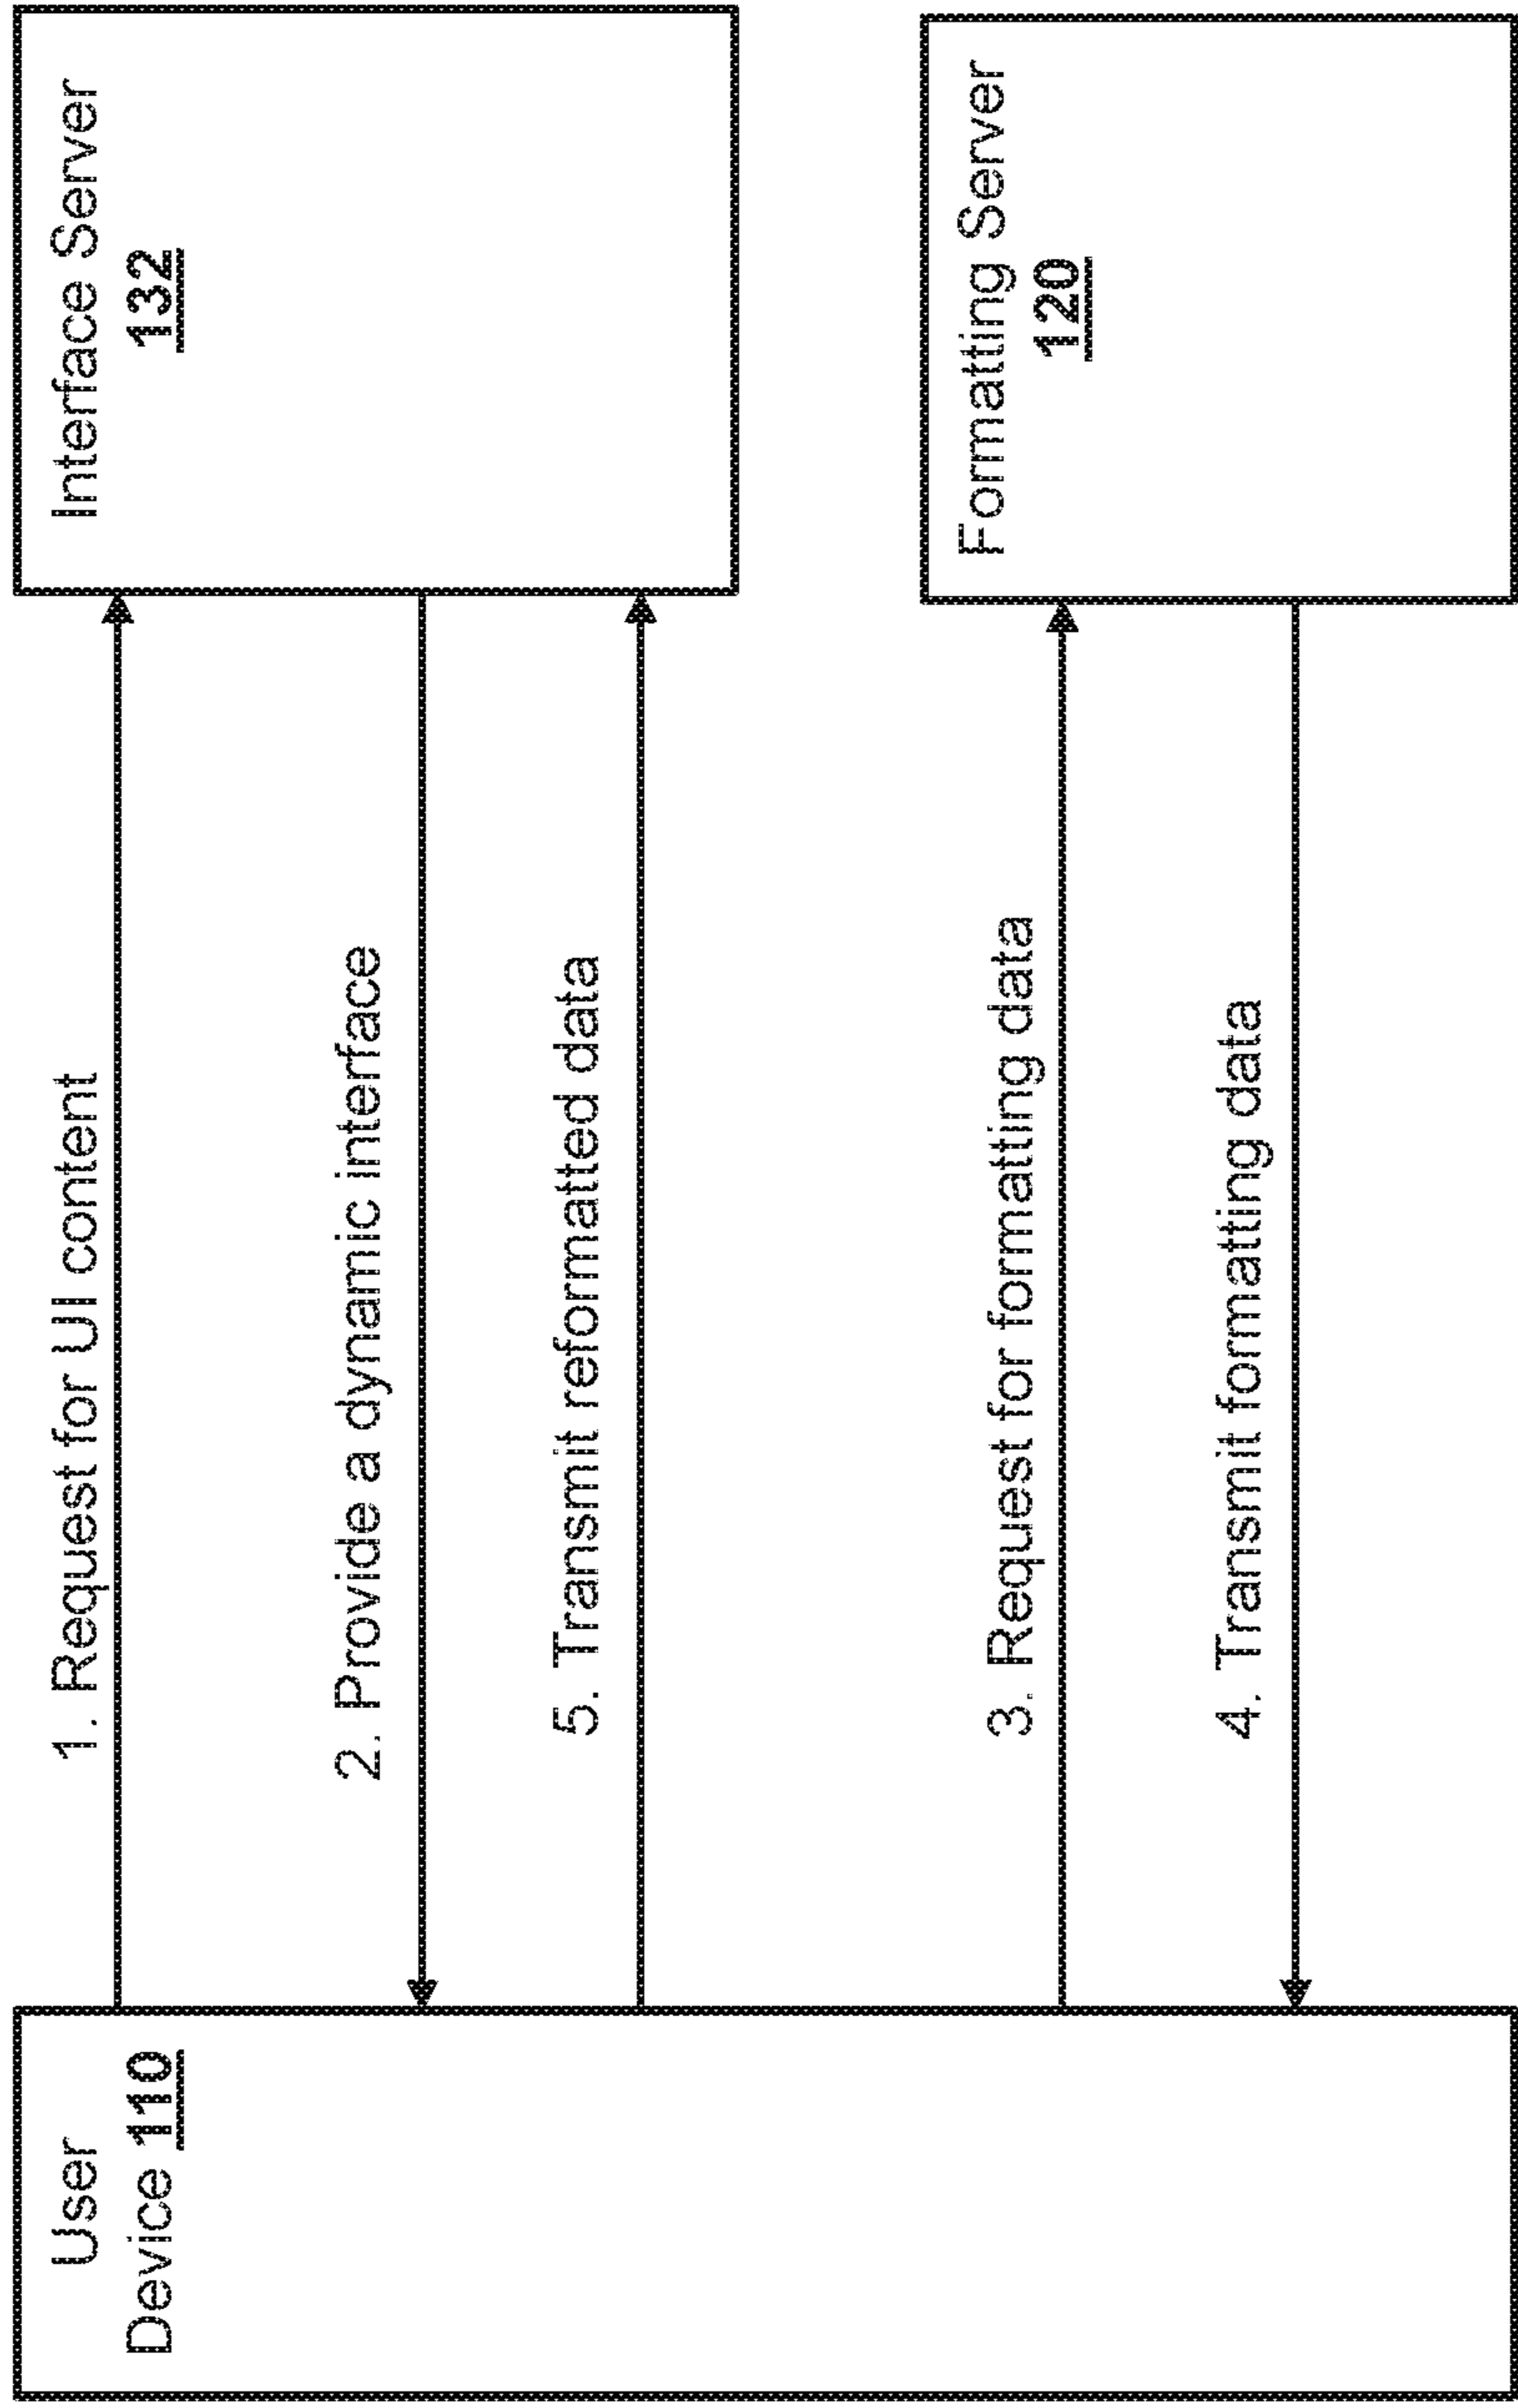 User
Device 110
1. Request for UI content
2. Provide a dynamic interface
5. Transmit reformatted data
3. Request for formatting data
4. Transmit formatting data
Interface Server
132
Formatting Server
120